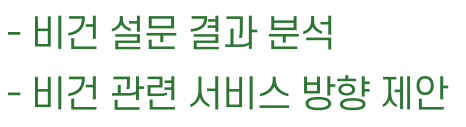 - 비건 설문 결과 분석
- 비건 관련 서비스 방향 제안